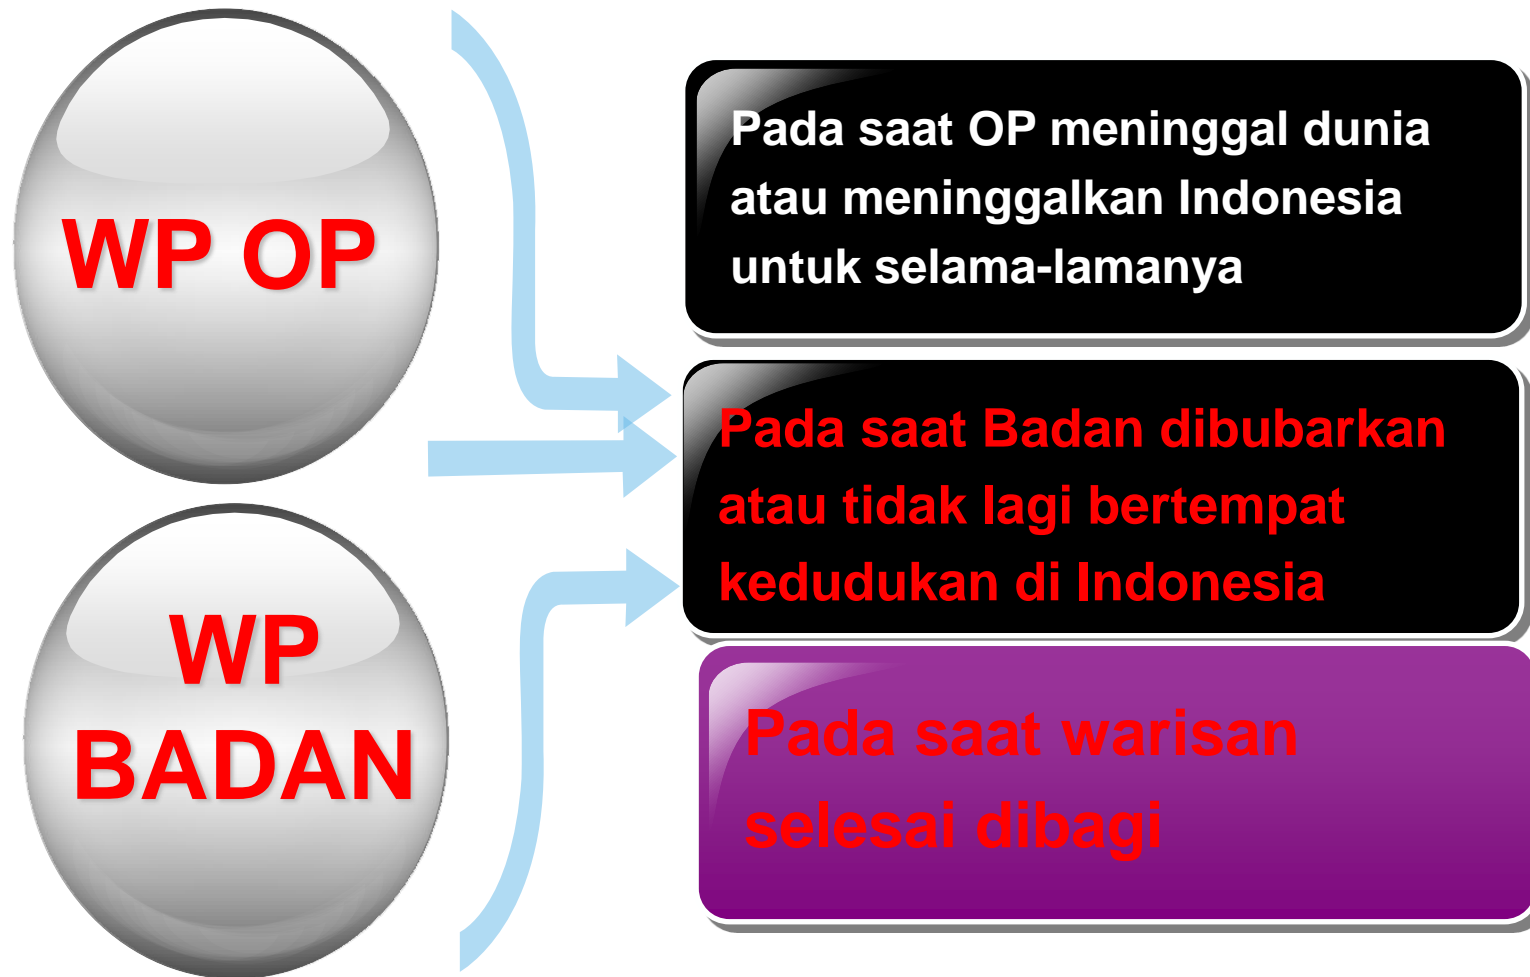 WP OP
WP
BADAN
Pada saat OP meninggal dunia
atau meninggalkan Indonesia
untuk selama-lamanya
Pada saat Badan dibubarkan
atau tidak lagi bertempat
kedudukan di Indonesia
Pada saat warisan
selesai dibagi